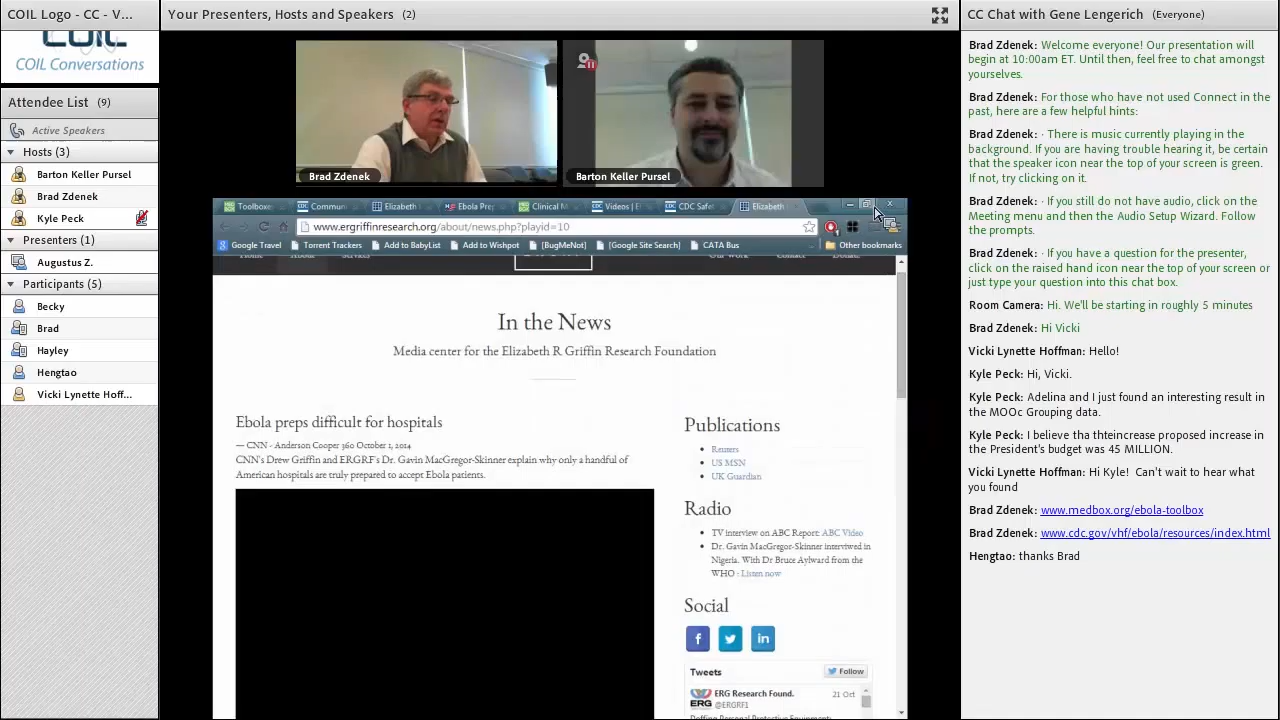 COIL Logo - CC - V...
COIL
COIL Conversations
Attendee List (9)
Active Speakers
Hosts (3)
Barton Keller Pursel
Brad Zdenek
Kyle Peck
Presenters (1)
Augustus Z.
Participants (5)
Becky
Brad
Hayley
Hengtao
Vicki Lynette Hoff...
Your Presenters, Hosts and Speakers (2)
Brad Zdenek
Barton Keller Pursel
Toolboxe
Commun
Elizabeth
Ebola Pre
Clinical M
Videos | E
CDC Safet
Elizabeth
www.ergriffinresearch.org/about/news.php?playid=10
Google Travel
Torrent Trackers
Add to BabyList
Add to Wishpot
[BugMeNot]
[Google Site Search]
CATA Bus
Other bookmarks
In the News
Media center for the Elizabeth R Griffin Research Foundation
Ebola preps difficult for hospitals
— CNN - Anderson Cooper 360 October 1, 2014
CNN's Drew Griffin and ERGRF's Dr. Gavin MacGregor-Skinner explain why only a handful of
American hospitals are truly prepared to accept Ebola patients.
Publications
Reuters
US MSN
UK Guardian
Radio
TV interview on ABC Report: ABC Video
Dr. Gavin MacGregor-Skinner interviwed in
Nigeria. With Dr Bruce Aylward from the
WHO : Listen now
Social
Tweets
Follow
ERG Research Found.
21 Oct
@ERGRF1
ERG
Doffing Personal Protective Equipment:
CC Chat with Gene Lengerich (Everyone)
Brad Zdenek: Welcome everyone! Our presentation will
begin at 10:00am ET. Until then, feel free to chat amongst
yourselves.
Brad Zdenek: For those who have not used Connect in the
past, here are a few helpful hints:
Brad Zdenek: · There is music currently playing in the
background. If you are having trouble hearing it, be certain
that the speaker icon near the top of your screen is green.
If not, try clicking on it.
Brad Zdenek: · If you still do not have audio, click in the
Meeting menu and then the Audio Setup Wizard. Follow
the prompts.
Brad Zdenek: · If you have a question for the presenter,
click on the raised hand icon near the top of your screen or
just type your question into this chat box.
Room Camera: Hi. We'll be starting in roughly 5 minutes
Brad Zdenek: Hi Vicki
Vicki Lynette Hoffman: Hello!
Kyle Peck: Hi, Vicki.
Kyle Peck: Adelina and I just found an interesting result in
the MOOc Grouping data.
Kyle Peck: I believe tha hteincrease proposed increase in
the President's budget was 45 MILLION.
Vicki Lynette Hoffman: Hi Kyle! Can't wait to hear what
you found
Brad Zdenek: www.medbox.org/ebola-toolbox
Brad Zdenek: www.cdc.gov/vhf/ebola/resources/index.html
Hengtao: thanks Brad